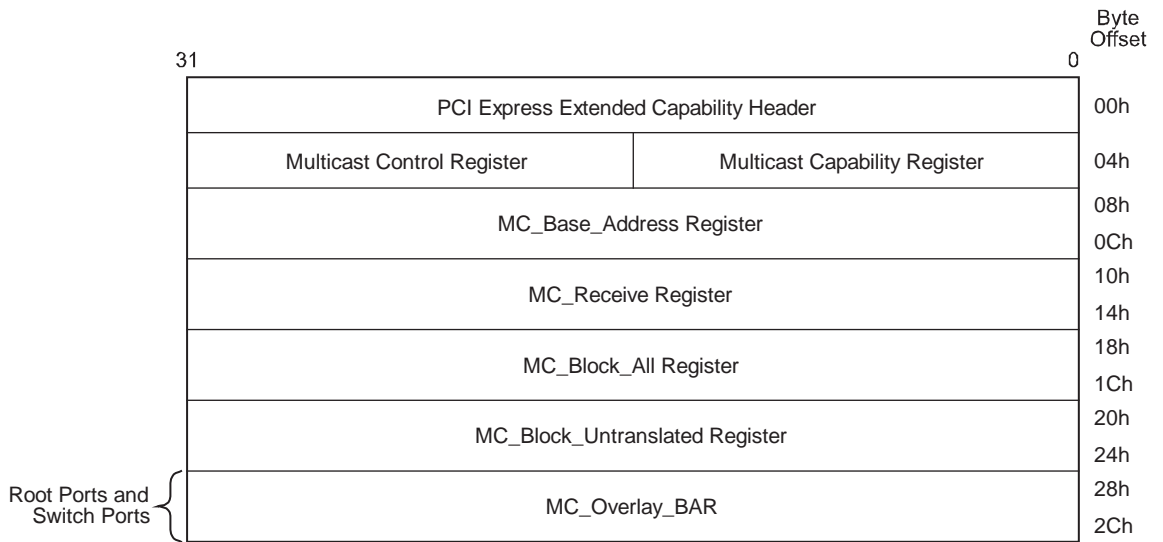 Byte
Offset
31 0
PCI Express Extended Capability Header 00h
Multicast Control Register Multicast Capability Register 04h
08h
MC_Base_Address Register
0Ch
10h
MC_Receive Register
14h
18h
MC_Block_All Register
1Ch
20h
MC_Block_Untranslated Register
24h
Root Ports and
Switch Ports
28h
MC_Overlay_BAR
2Ch